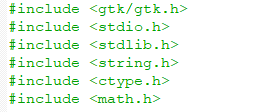 #include <gtk/gtk.h>
#include <stdio.h>
#include <stdlib.h>
#include <string.h>
#include <ctype.h>
#include <math.h>